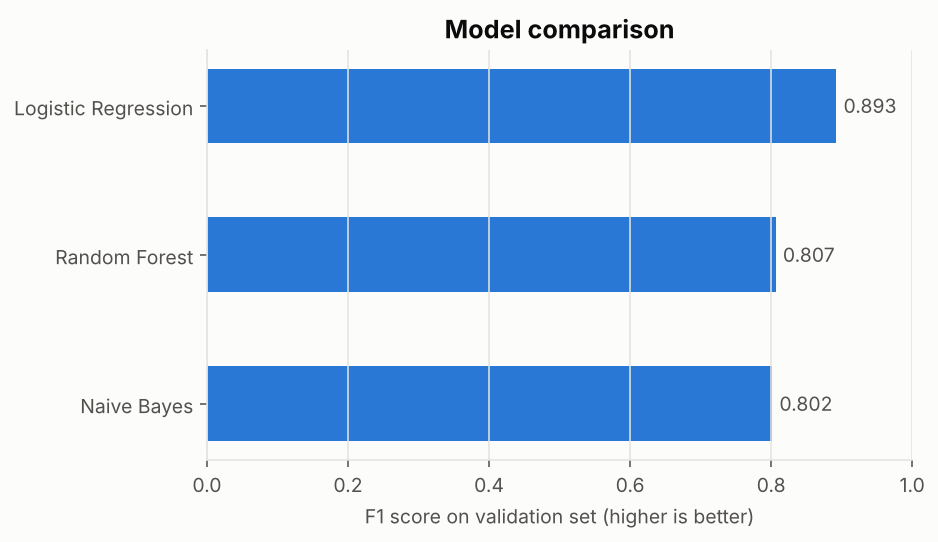 Model comparison
Logistic Regression
0.893
Random Forest
0.807
Naive Bayes
0.802
0.0 0.2 0.4 0.6 0.8 1.0
F1 score on validation set (higher is better)